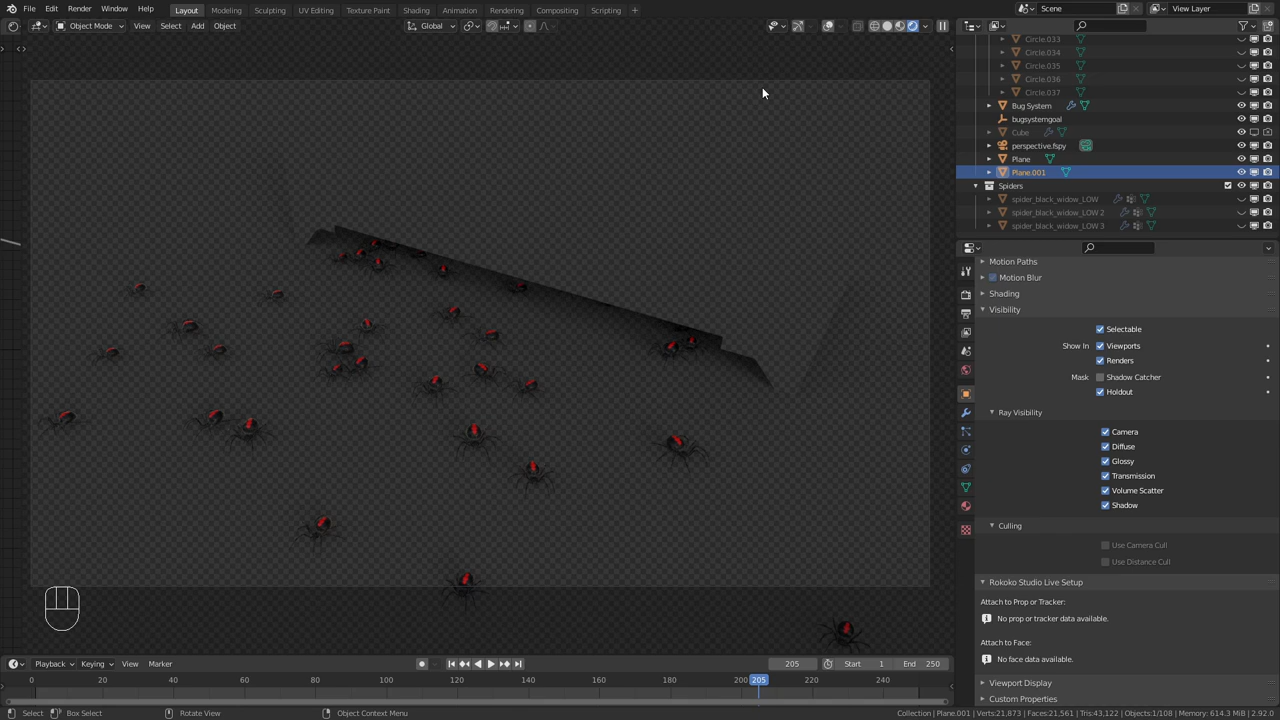 File Edit Render Window Help Layout Modeling Sculpting UV Editing Texture Paint Shading Animation Rendering Compositing Scripting + Scene View Layer
Object Mode View Select Add Object Global
Circle.033
Circle.034
Circle.035
Circle.036
Circle.037
Bug System
bugsystemgoal
Cube
perspective.fspy
Plane
Plane.001
Spiders
spider_black_widow_LOW
spider_black_widow_LOW 2
spider_black_widow_LOW 3
Motion Paths
Motion Blur
Shading
Visibility
Selectable
Show In Viewports
Renders
Mask Shadow Catcher
Holdout
Ray Visibility
Camera
Diffuse
Glossy
Transmission
Volume Scatter
Shadow
Culling
Use Camera Cull
Use Distance Cull
Rokoko Studio Live Setup
Attach to Prop or Tracker:
No prop or tracker data available.
Attach to Face:
No face data available.
Viewport Display
Custom Properties
Playback Keying View Marker 205 Start 1 End 250
0 20 40 60 80 100 120 140 160 180 200 205 220 240
Select Box Select Rotate View Object Context Menu Collection | Plane.001 | Verts:21,873 | Faces:21,561 | Tris:43,122 | Objects:1/108 | Memory: 614.3 MiB | 2.92.0